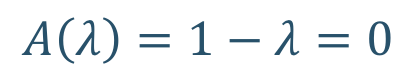 A(λ) = 1 − λ = 0